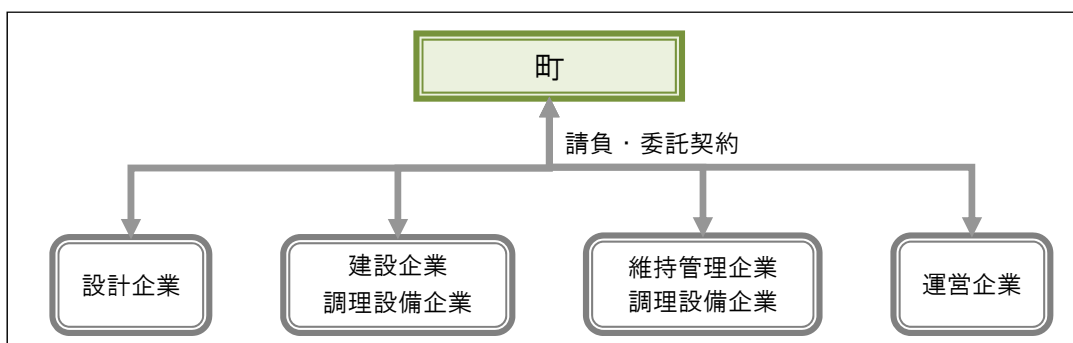 町
請負・委託契約
設計企業
建設企業
調理設備企業
維持管理企業
調理設備企業
運営企業